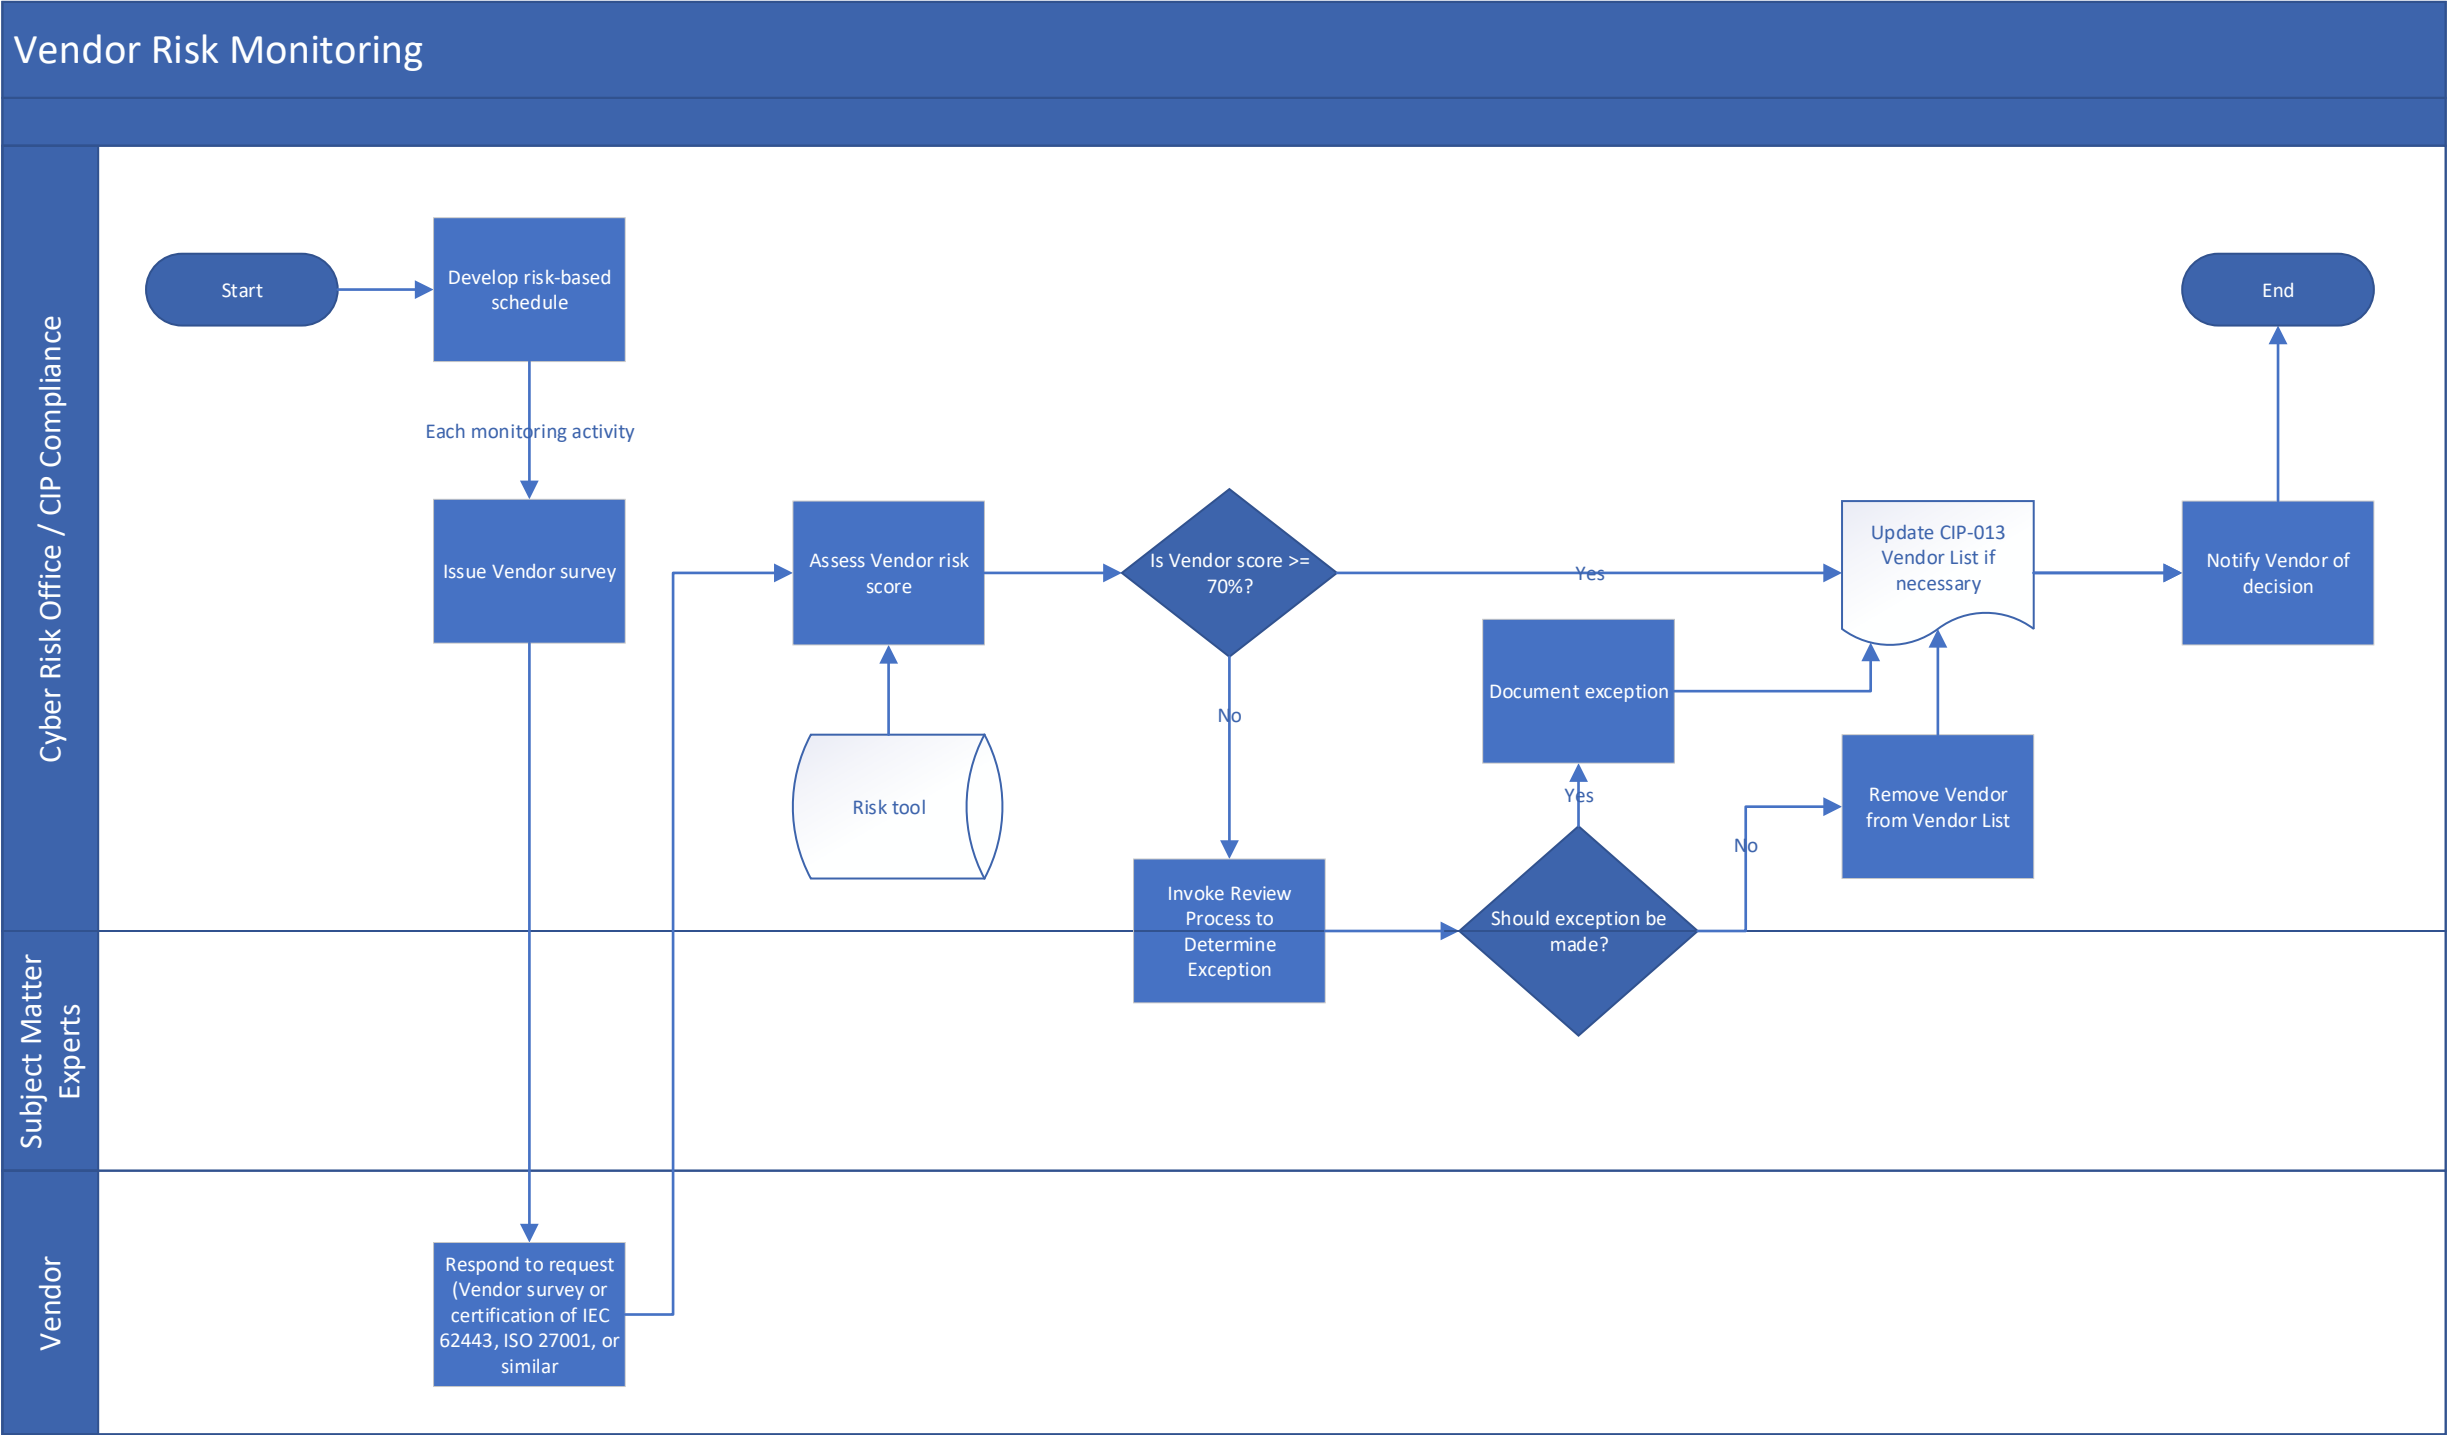 Vendor Risk Monitoring
Cyber Risk Office / CIP Compliance
Start
Develop risk-based
schedule
Each monitoring activity
Issue Vendor survey
Assess Vendor risk
score
Risk tool
Is Vendor score >=
70%?
Yes
No
Invoke Review
Process to
Determine
Exception
Should exception be
made?
Yes
Document exception
No
Remove Vendor
from Vendor List
Update CIP-013
Vendor List if
necessary
Notify Vendor of
decision
End
Subject Matter
Experts
Vendor
Respond to request
(Vendor survey or
certification of IEC
62443, ISO 27001, or
similar